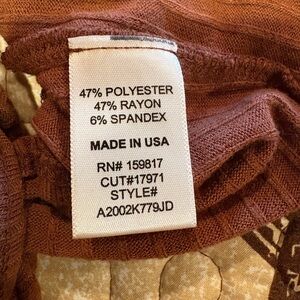 47% POLYESTER
47% RAYON
6% SPANDEX
MADE IN USA
RN# 159817
CUT#17971
STYLE#
A2002K779JD